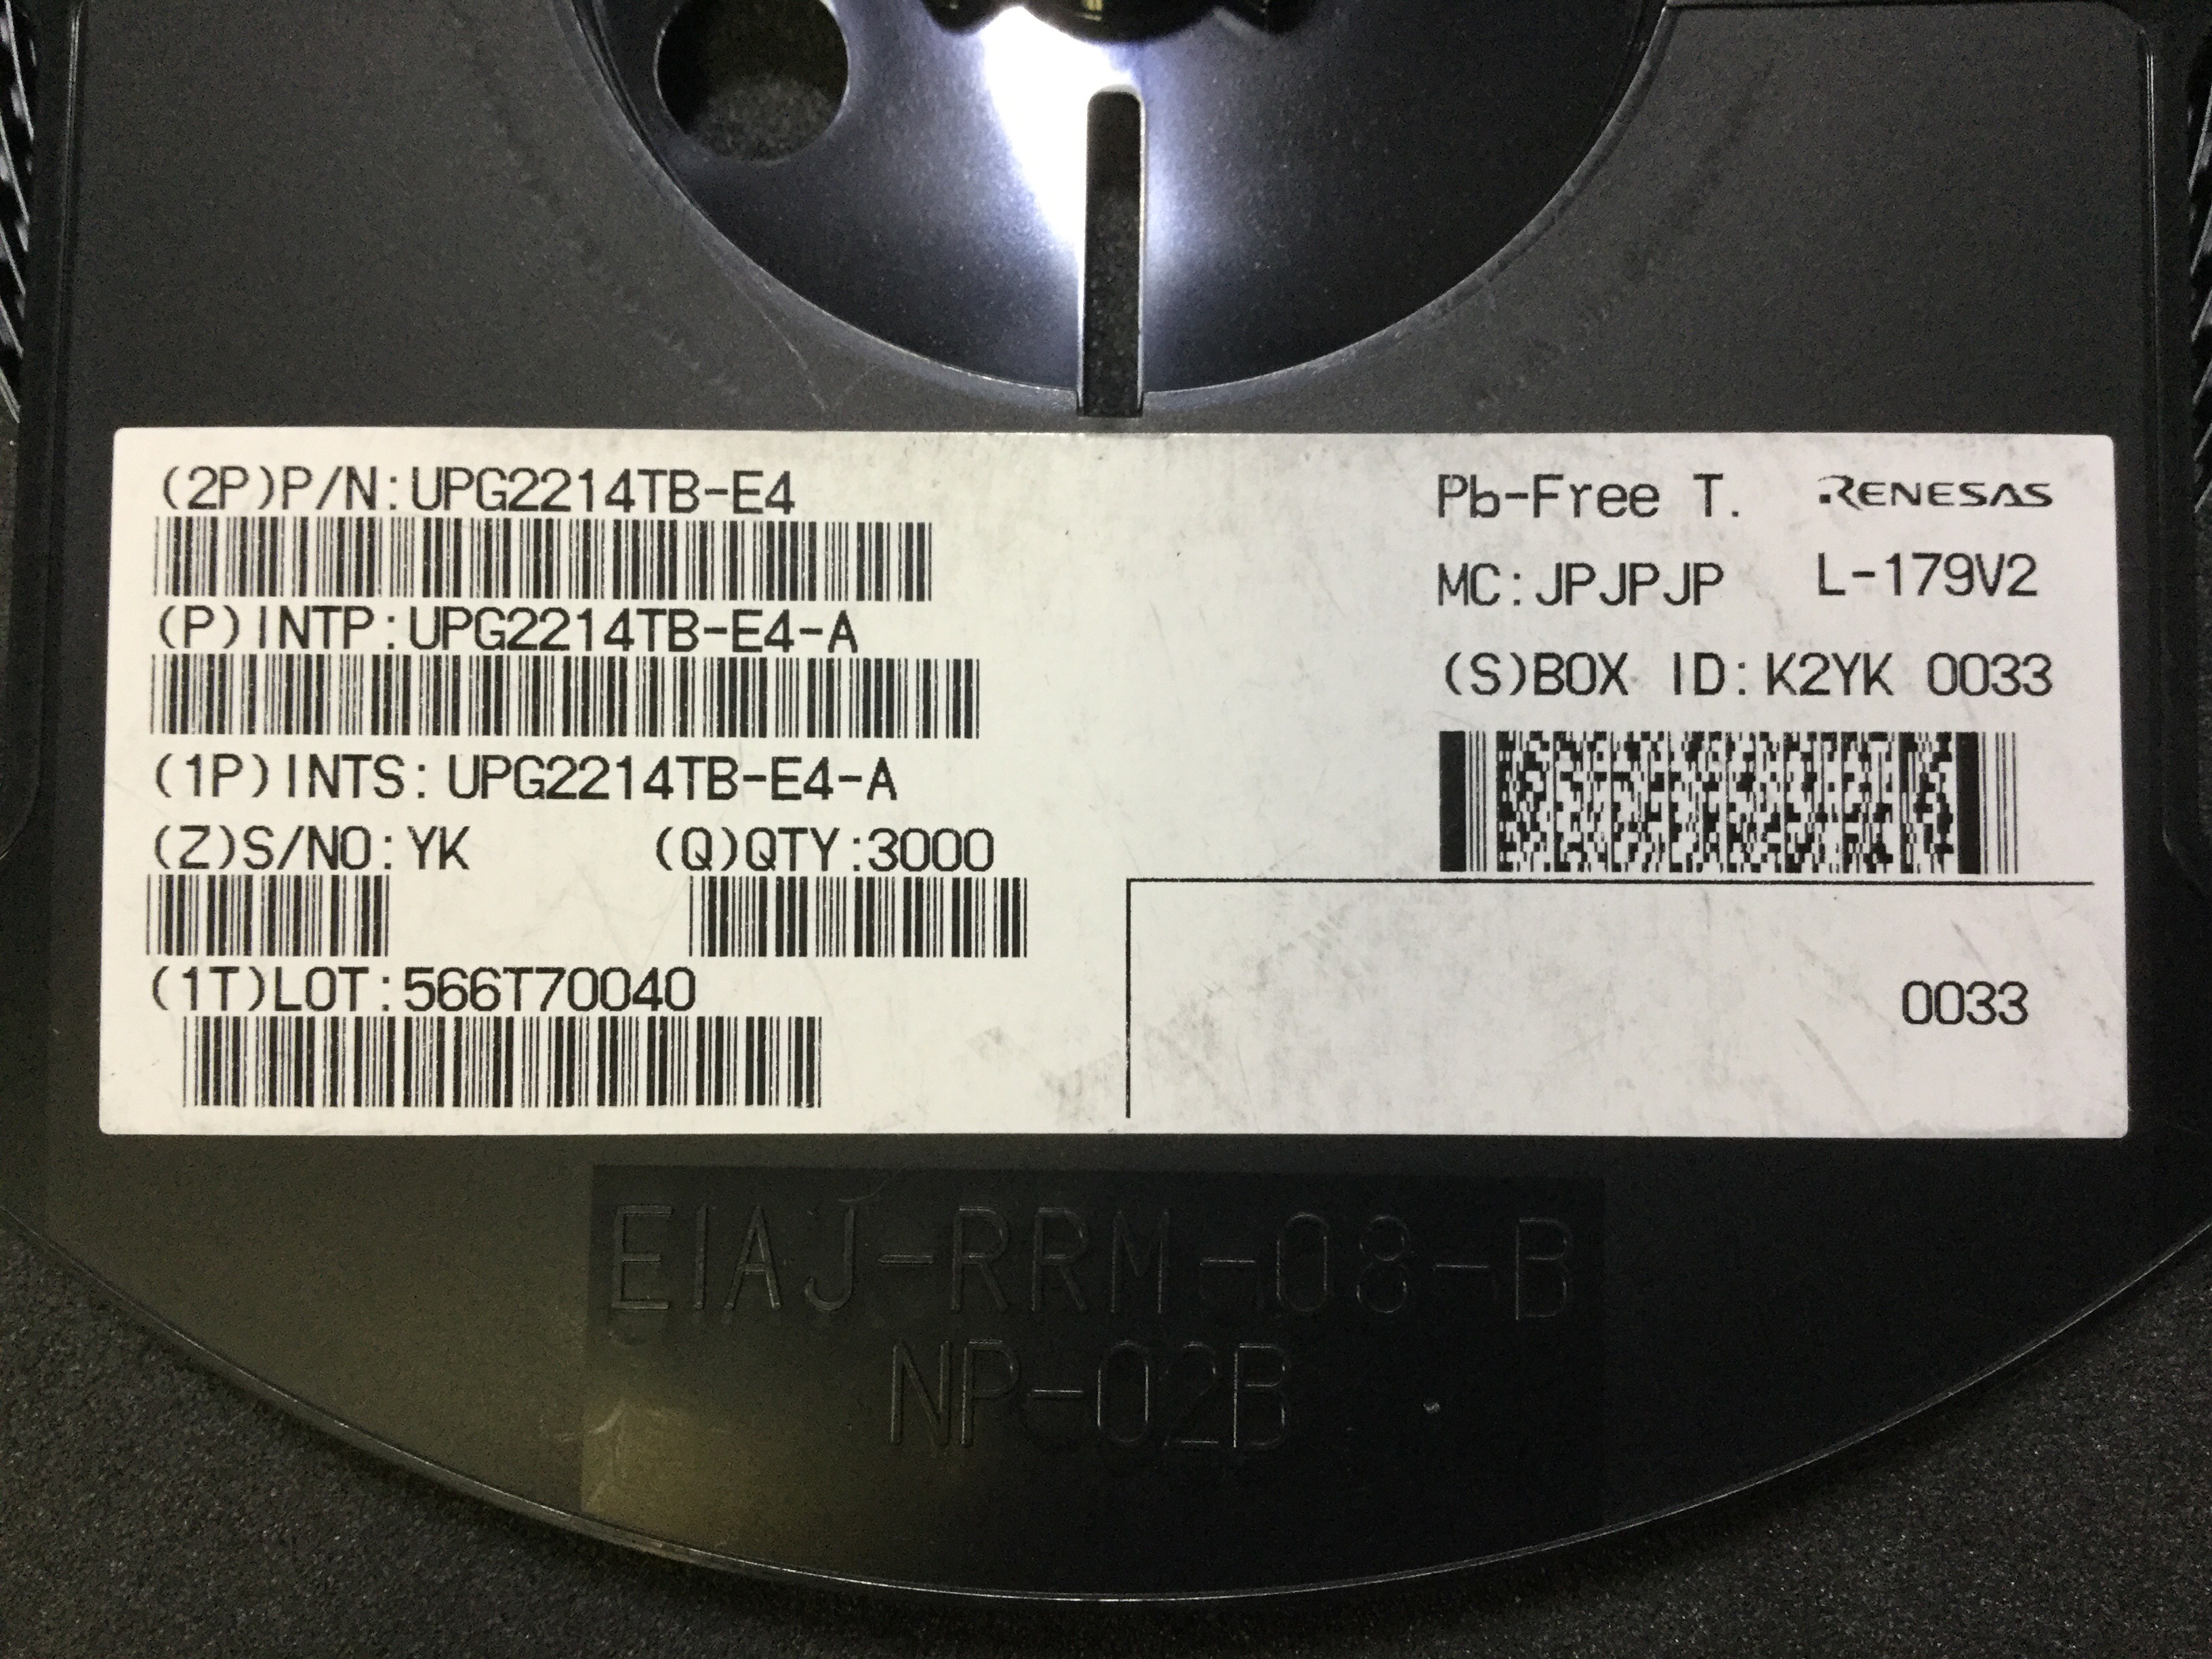 (2P)P/N:UPG2214TB-E4
(P)INTP:UPG2214TB-E4-A
(1P)INTS:UPG2214TB-E4-A
(Z)S/NO:YK (Q)QTY:3000
(1T)LOT:566T70040
Pb-Free T. RENESAS
MC:JPJPJP L-179V2
(S)BOX ID:K2YK 0033
0033
EIAJ-RRM-08-B
NP-02B